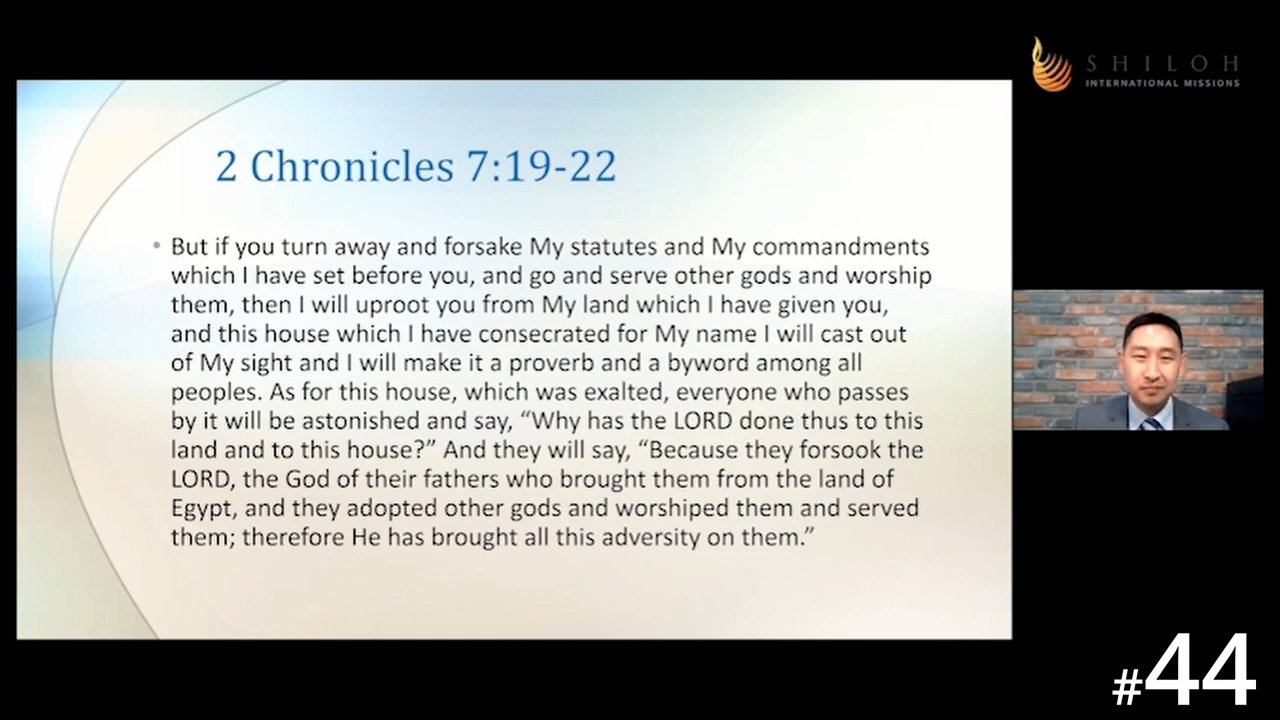 SHILOH
INTERNATIONAL MISSIONS
2 Chronicles 7:19-22
• But if you turn away and forsake My statutes and My commandments
which I have set before you, and go and serve other gods and worship
them, then I will uproot you from My land which I have given you,
and this house which I have consecrated for My name I will cast out
of My sight and I will make it a proverb and a byword among all
peoples. As for this house, which was exalted, everyone who passes
by it will be astonished and say, “Why has the LORD done thus to this
land and to this house?” And they will say, “Because they forsook the
LORD, the God of their fathers who brought them from the land of
Egypt, and they adopted other gods and worshiped them and served
them; therefore He has brought all this adversity on them.”
#44